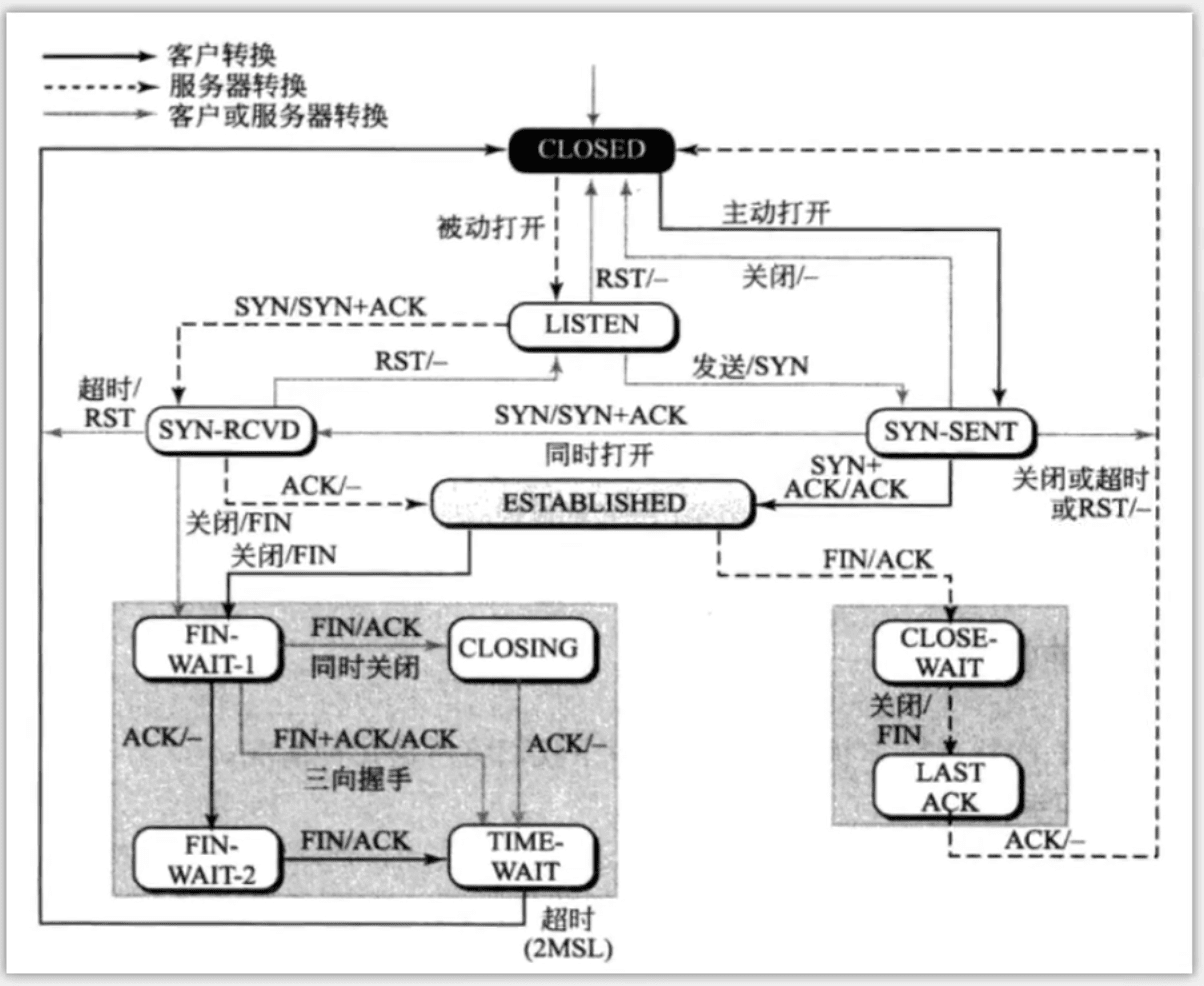 客户转换
服务器转换
客户或服务器转换
CLOSED
被动打开
主动打开
RST/–
关闭/–
SYN/SYN+ACK
LISTEN
RST/–
发送/SYN
超时/
RST
SYN-RCVD
SYN/SYN+ACK
同时打开
SYN-SENT
ACK/–
ESTABLISHED
SYN+
ACK/ACK
关闭或超时
或RST/–
关闭/FIN
关闭/FIN
FIN/ACK
FIN-
WAIT-1
FIN/ACK
同时关闭
CLOSING
CLOSE-
WAIT
ACK/–
FIN+ACK/ACK
三向握手
ACK/–
关闭/
FIN
LAST
ACK
FIN-
WAIT-2
FIN/ACK
TIME-
WAIT
ACK/–
超时
(2MSL)